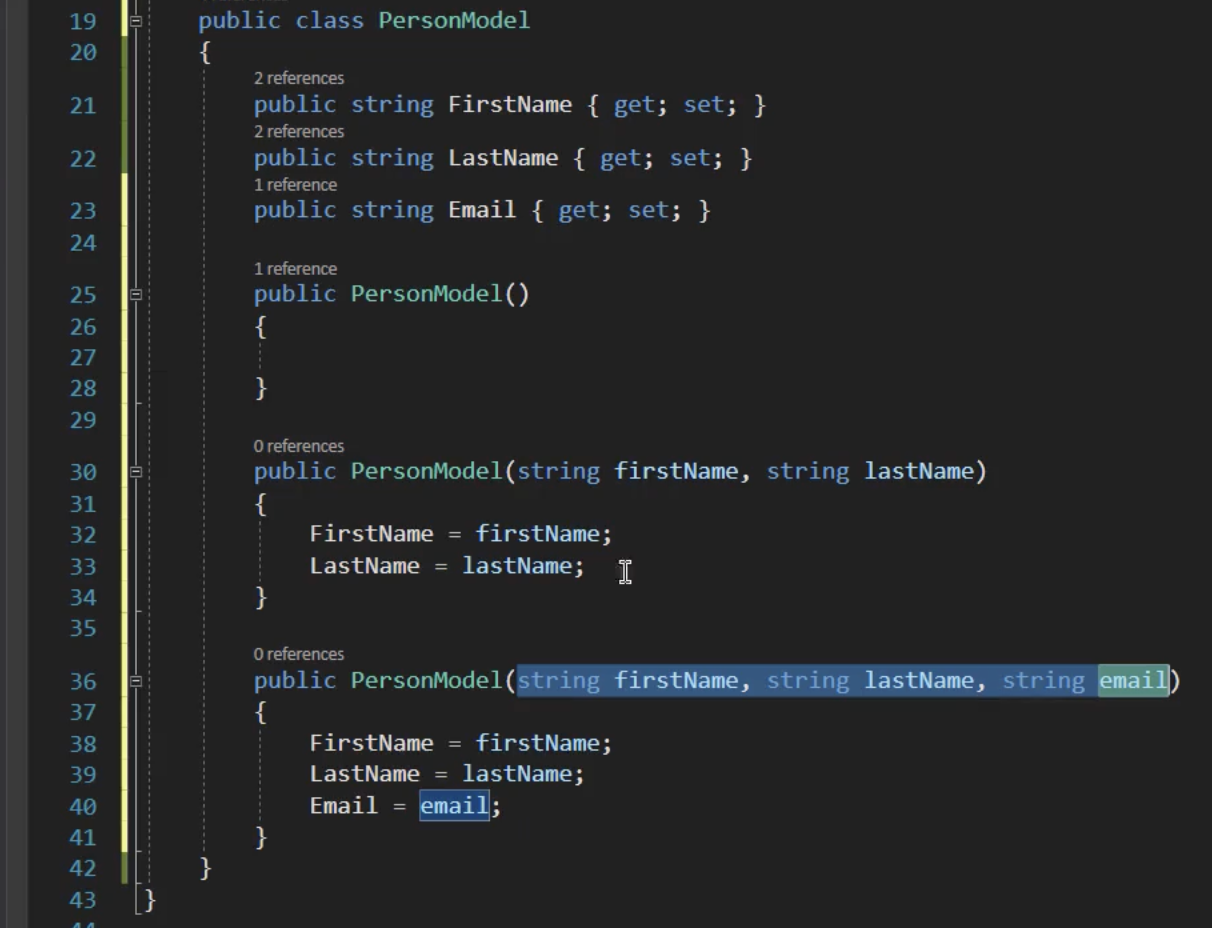 19 public class PersonModel
20 {
2 references
21 public string FirstName { get; set; }
2 references
22 public string LastName { get; set; }
1 reference
23 public string Email { get; set; }
24
1 reference
25 public PersonModel()
26 {
27
28 }
29
0 references
30 public PersonModel(string firstName, string lastName)
31 {
32 FirstName = firstName;
33 LastName = lastName;
34 }
35
0 references
36 public PersonModel(string firstName, string lastName, string email)
37 {
38 FirstName = firstName;
39 LastName = lastName;
40 Email = email;
41 }
42 }
43 }